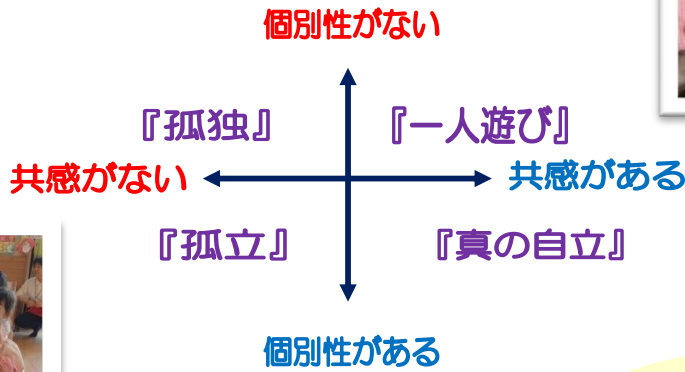 個別性がない
『孤独』 『一人遊び』
共感がない 共感がある
『孤立』 『真の自立』
個別性がある